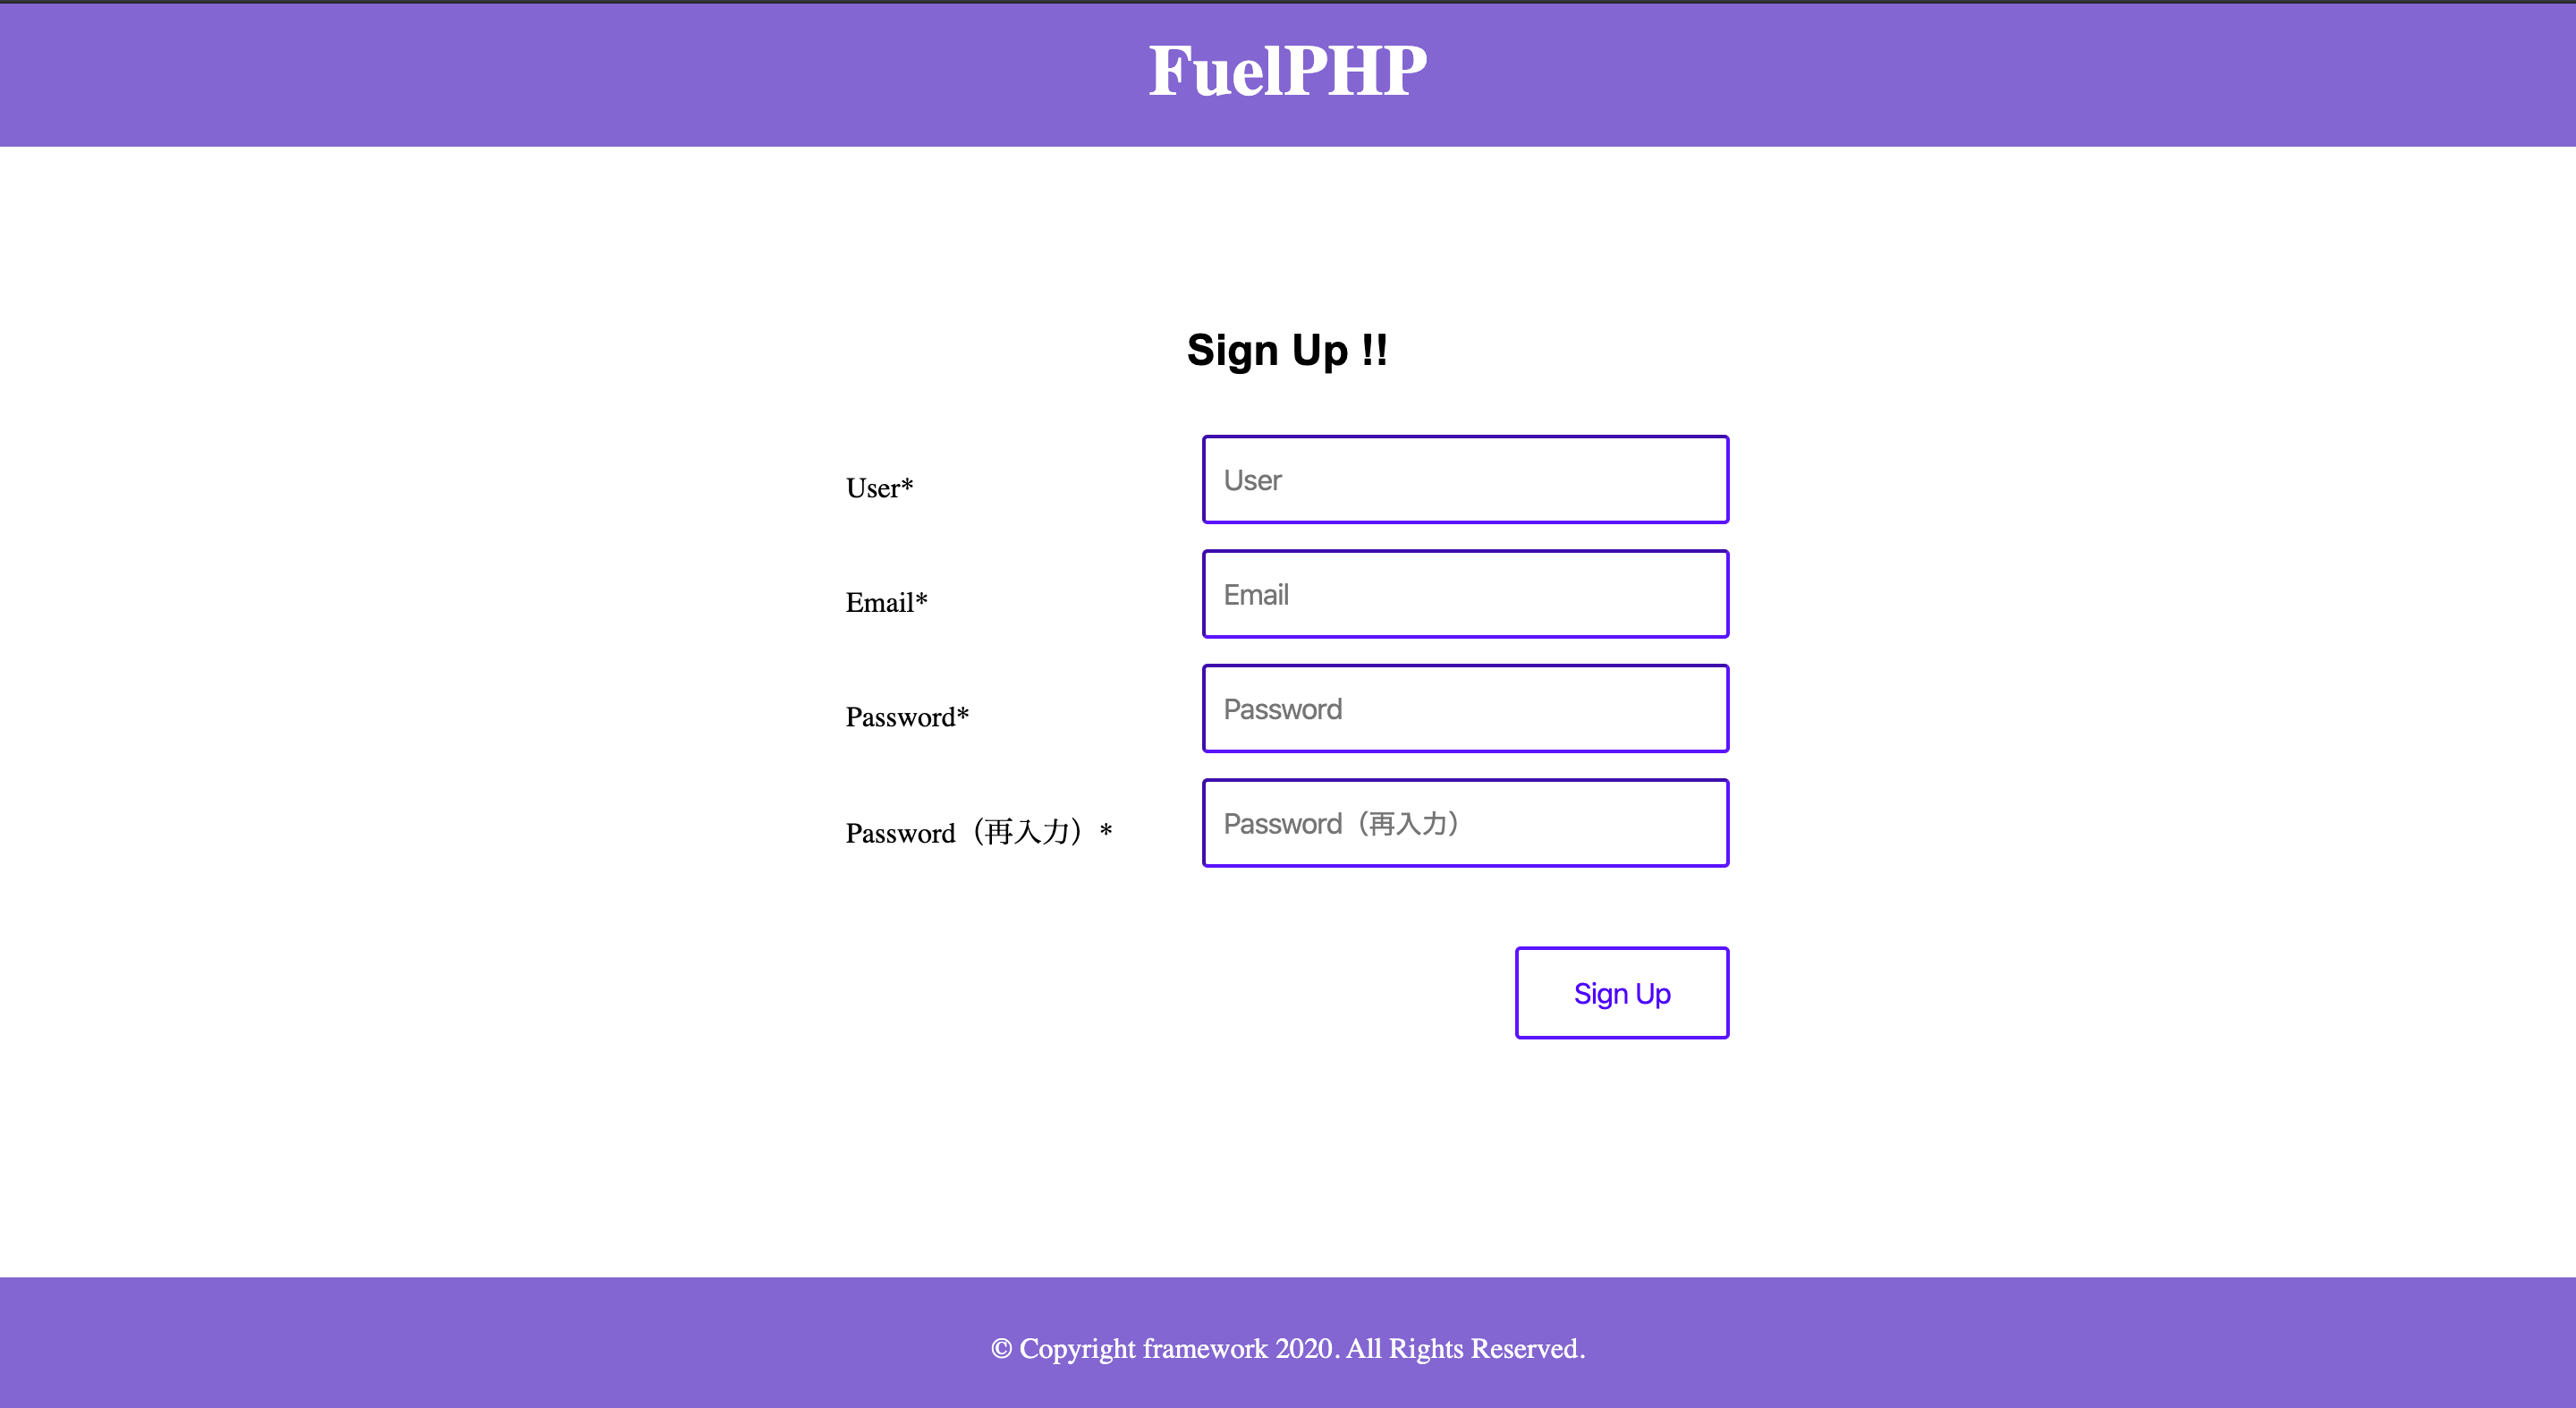 FuelPHP
Sign Up !!
User* User
Email* Email
Password* Password
Password（再入力）* Password（再入力）
Sign Up
© Copyright framework 2020. All Rights Reserved.